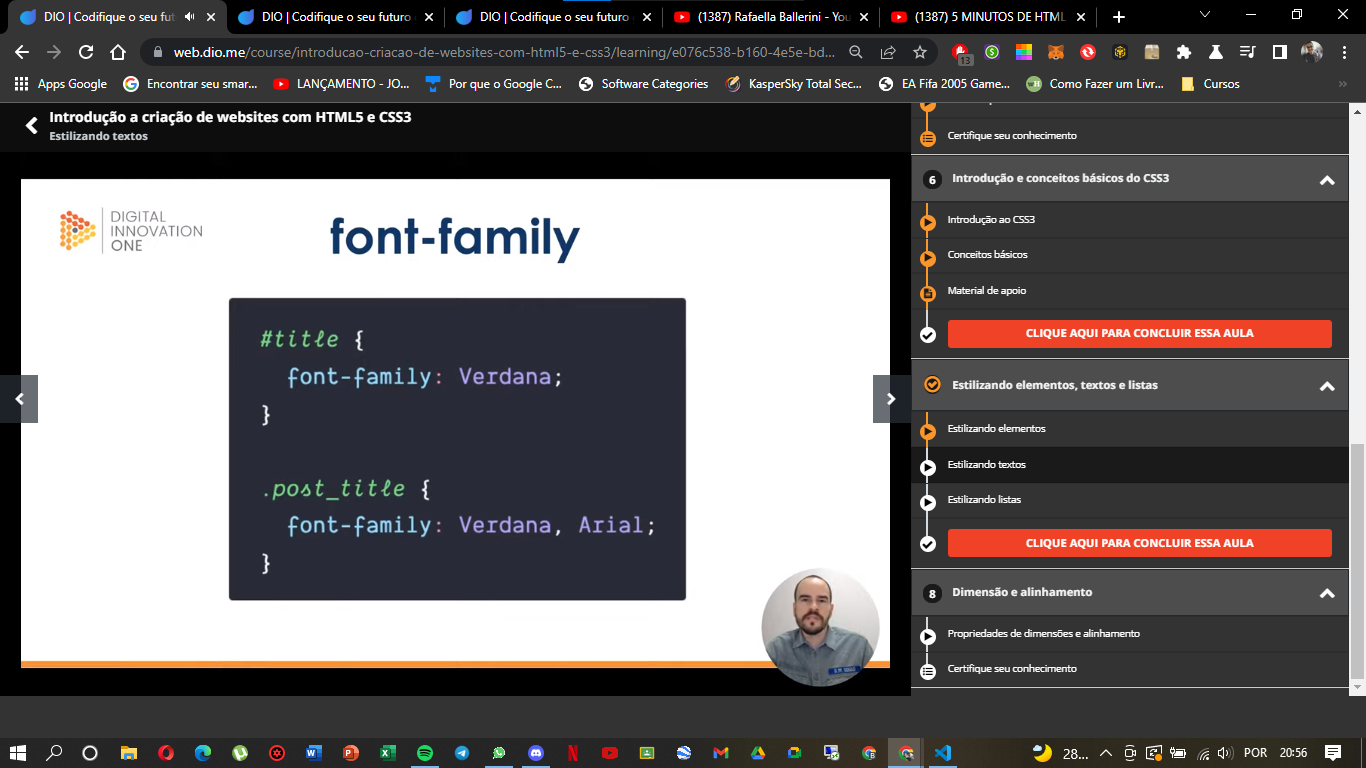 DIO | Codifique o seu fut
DIO | Codifique o seu futuro
DIO | Codifique o seu futuro
(1387) Rafaella Ballerini - You
(1387) 5 MINUTOS DE HTML
web.dio.me/course/introducao-criacao-de-websites-com-html5-e-css3/learning/e076c538-b160-4e5e-bd...
13
Apps Google
Encontrar seu smar...
LANÇAMENTO - JO...
Por que o Google C...
Software Categories
KasperSky Total Sec...
EA Fifa 2005 Game...
Como Fazer um Livr...
Cursos
»
Introdução a criação de websites com HTML5 e CSS3
Estilizando textos
DIGITAL
INNOVATION
ONE
font-family
#title {
font-family: Verdana;
}
.post_title {
font-family: Verdana, Arial;
}
Certifique seu conhecimento
6 Introdução e conceitos básicos do CSS3
Introdução ao CSS3
Conceitos básicos
Material de apoio
CLIQUE AQUI PARA CONCLUIR ESSA AULA
Estilizando elementos, textos e listas
Estilizando elementos
Estilizando textos
Estilizando listas
CLIQUE AQUI PARA CONCLUIR ESSA AULA
8 Dimensão e alinhamento
Propriedades de dimensões e alinhamento
Certifique seu conhecimento
28...
POR
20:56